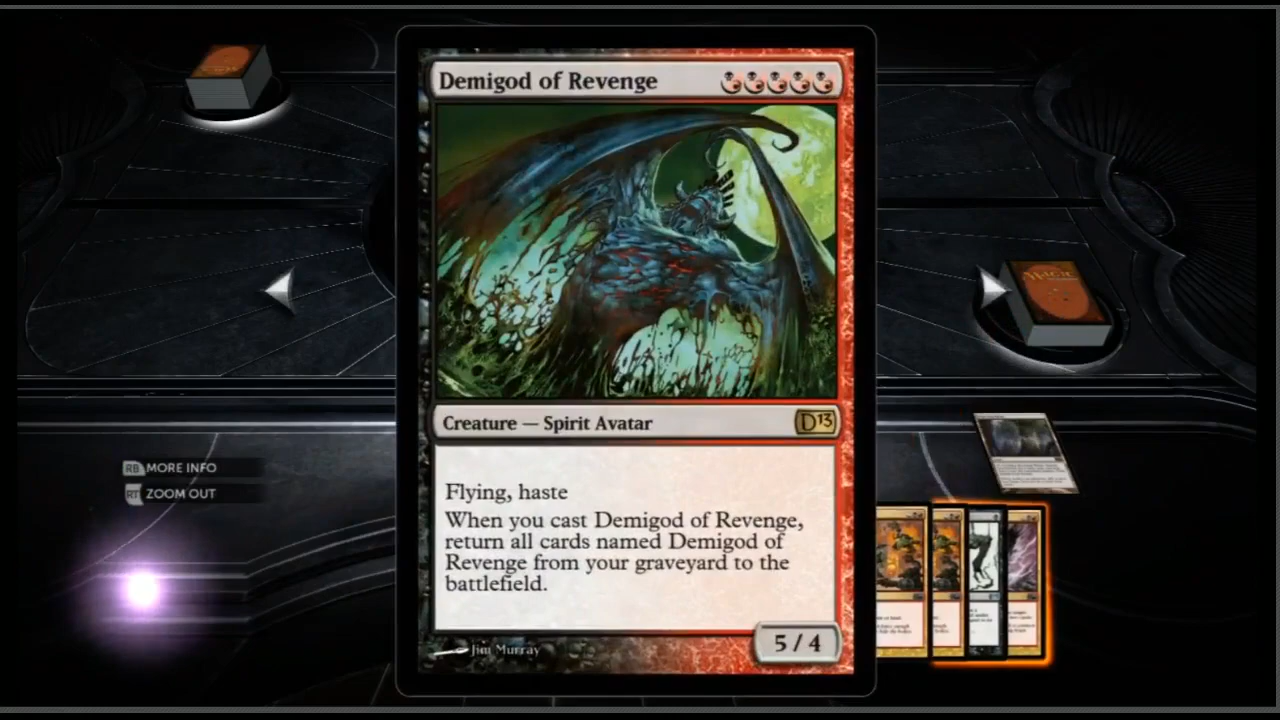 Demigod of Revenge
Creature — Spirit Avatar
D13
Flying, haste
When you cast Demigod of Revenge,
return all cards named Demigod of
Revenge from your graveyard to the
battlefield.
5 / 4
Jim Murray
RB MORE INFO
RT ZOOM OUT
MAGIC